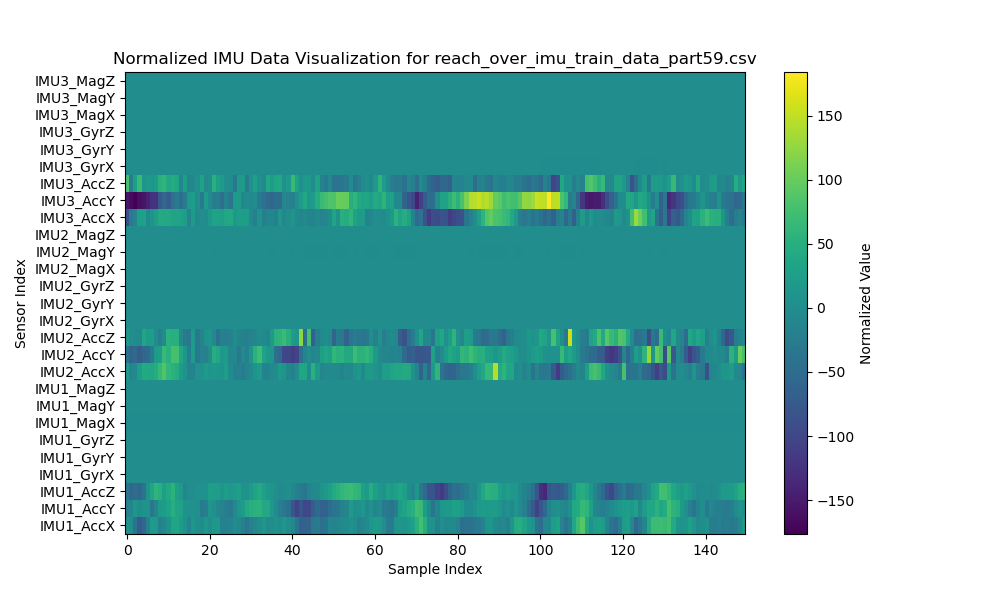 Normalized IMU Data Visualization for reach_over_imu_train_data_part59.csv
IMU3_MagZ
IMU3_MagY
IMU3_MagX
IMU3_GyrZ
IMU3_GyrY
IMU3_GyrX
IMU3_AccZ
IMU3_AccY
IMU3_AccX
IMU2_MagZ
IMU2_MagY
IMU2_MagX
IMU2_GyrZ
IMU2_GyrY
IMU2_GyrX
IMU2_AccZ
IMU2_AccY
IMU2_AccX
IMU1_MagZ
IMU1_MagY
IMU1_MagX
IMU1_GyrZ
IMU1_GyrY
IMU1_GyrX
IMU1_AccZ
IMU1_AccY
IMU1_AccX
Sensor Index
0 20 40 60 80 100 120 140
Sample Index
150
100
50
0
−50
−100
−150
Normalized Value